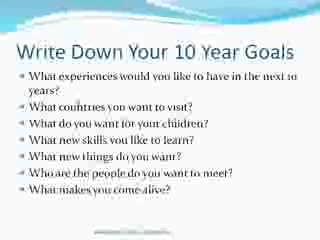 Write Down Your 10 Year Goals
What experiences would you like to have in the next 10
years?
What countries you want to visit?
What do you want for your children?
What new skills you like to learn?
What new things do you want?
Who are the people do you want to meet?
What makes you come alive?